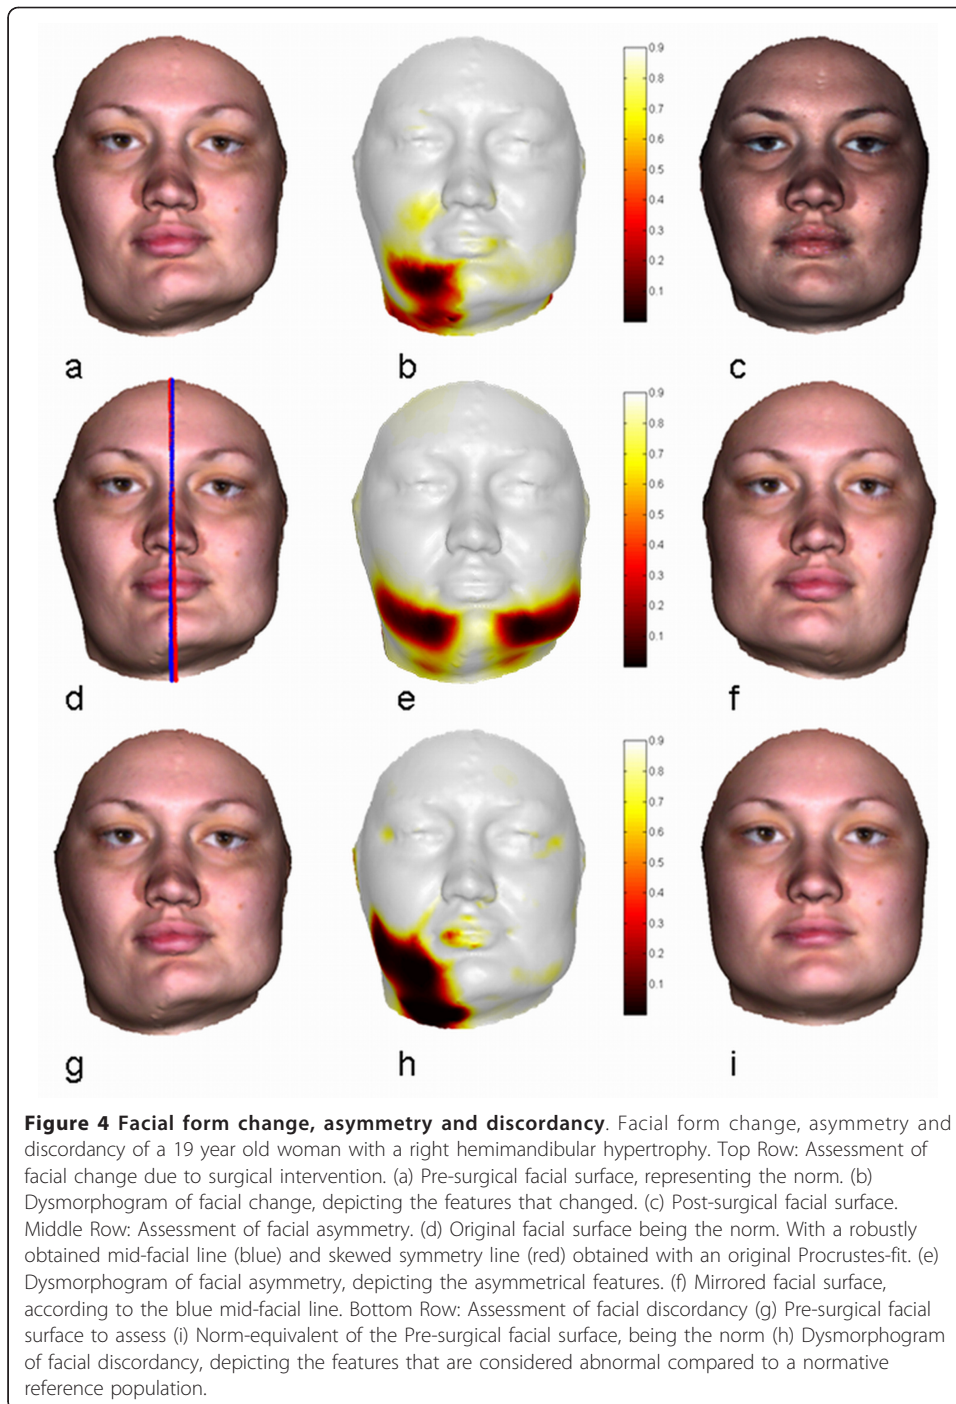 0.9
0.8
0.7
0.6
0.5
0.4
0.3
0.2
0.1
a b c
0.9
0.8
0.7
0.6
0.5
0.4
0.3
0.2
0.1
d e f
0.9
0.8
0.7
0.6
0.5
0.4
0.3
0.2
0.1
g h i
Figure 4 Facial form change, asymmetry and discordancy. Facial form change, asymmetry and
discordancy of a 19 year old woman with a right hemimandibular hypertrophy. Top Row: Assessment of
facial change due to surgical intervention. (a) Pre-surgical facial surface, representing the norm. (b)
Dysmorphogram of facial change, depicting the features that changed. (c) Post-surgical facial surface.
Middle Row: Assessment of facial asymmetry. (d) Original facial surface being the norm. With a robustly
obtained mid-facial line (blue) and skewed symmetry line (red) obtained with an original Procrustes-fit. (e)
Dysmorphogram of facial asymmetry, depicting the asymmetrical features. (f) Mirrored facial surface,
according to the blue mid-facial line. Bottom Row: Assessment of facial discordancy (g) Pre-surgical facial
surface to assess (i) Norm-equivalent of the Pre-surgical facial surface, being the norm (h) Dysmorphogram
of facial discordancy, depicting the features that are considered abnormal compared to a normative
reference population.